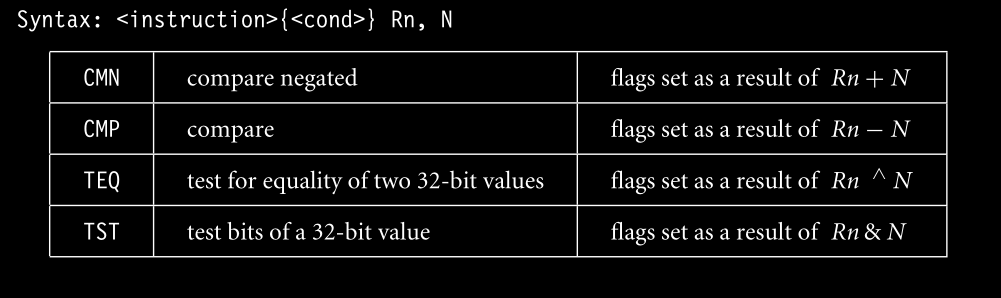 Syntax: <instruction>{<cond>} Rn, N
CMN compare negated flags set as a result of Rn + N
CMP compare flags set as a result of Rn − N
TEQ test for equality of two 32-bit values flags set as a result of Rn ^ N
TST test bits of a 32-bit value flags set as a result of Rn & N